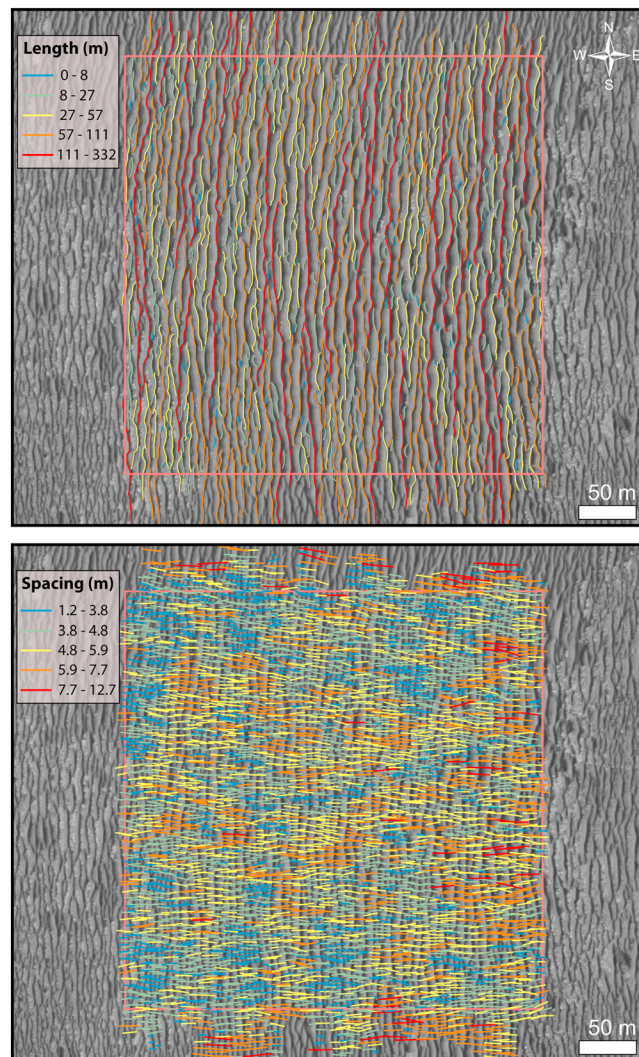 Length (m)
0 - 8
8 - 27
27 - 57
57 - 111
111 - 332
N
W E
S
50 m
Spacing (m)
1.2 - 3.8
3.8 - 4.8
4.8 - 5.9
5.9 - 7.7
7.7 - 12.7
50 m